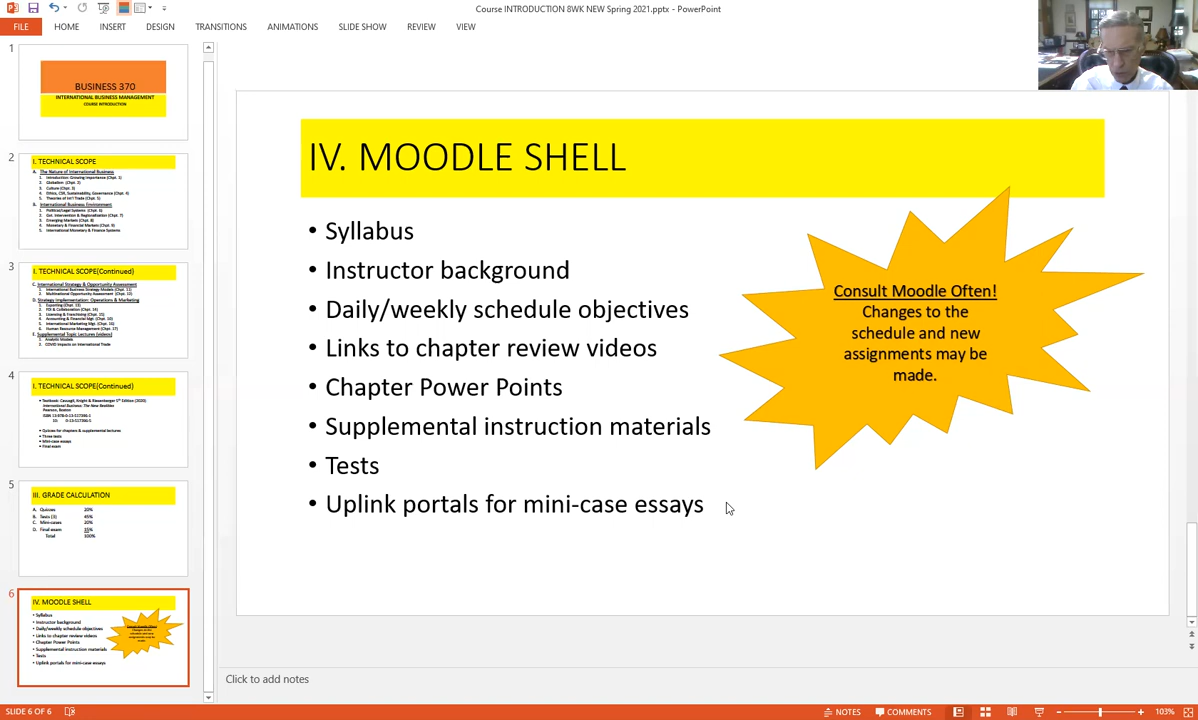 Course INTRODUCTION 8WK NEW Spring 2021.pptx - PowerPoint
FILE HOME INSERT DESIGN TRANSITIONS ANIMATIONS SLIDE SHOW REVIEW VIEW
1
BUSINESS 370
INTERNATIONAL BUSINESS MANAGEMENT
COURSE INTRODUCTION
2
I. TECHNICAL SCOPE
A. The Nature of International Business
1. Introduction: Growing Importance (Chpt. 1)
2. Globalism (Chpt. 2)
3. Culture (Chpt. 3)
4. Ethics, CSR, Sustainability, Governance (Chpt. 4)
5. Theories of Int'l Trade (Chpt. 5)
B. International Business Environment
1. Political/Legal Systems (Chpt. 6)
2. Gol. Intervention & Regionalisation (Chpt. 7)
3. Emerging Markets (Chpt. 8)
4. Monetary & Financial Markets (Chpt. 9)
5. International Monetary & Finance Systems
3
I. TECHNICAL SCOPE(Continued)
C. International Strategy & Opportunity Assessment
1. International Business Strategy Models (Chpt. 11)
2. Multinational Opportunity Assessment (Chpt. 12)
D. Strategy Implementation: Operations & Marketing
1. Exporting (Chpt. 13)
2. FDI & Collaboration (Chpt. 14)
3. Licensing & Franchising (Chpt. 15)
4. Accounting & Financial Mgt. (Chpt. 10)
5. International Marketing Mgt. (Chpt. 16)
6. Human Resource Management (Chpt. 17)
E. Supplemental Topic Lectures (videos)
1. Analytic Models
2. COVID Impacts on International Trade
4
I. TECHNICAL SCOPE(Continued)
• Textbook: Cavusgil, Knight & Riesenberger 5th Edition (2020).
International Business: The New Realities
Pearson, Boston
• Quizzes for chapters & supplemental lectures
• Three tests
• Mini-case essays
• Final exam
5
III. GRADE CALCULATION
A. Quizzes 20%
B. Tests (3) 45%
C. Mini-cases 20%
D. Final exam 15%
Total 100%
6
IV. MOODLE SHELL
• Syllabus
• Instructor background
• Daily/weekly schedule objectives
• Links to chapter review videos
• Chapter Power Points
• Supplemental instruction materials
• Tests
• Uplink portals for mini-case essays
Consult Moodle Often!
IV. MOODLE SHELL
• Syllabus
• Instructor background
• Daily/weekly schedule objectives
• Links to chapter review videos
• Chapter Power Points
• Supplemental instruction materials
• Tests
• Uplink portals for mini-case essays
Consult Moodle Often!
Changes to the
schedule and new
assignments may be
made.
Click to add notes
SLIDE 6 OF 6 NOTES COMMENTS 103%